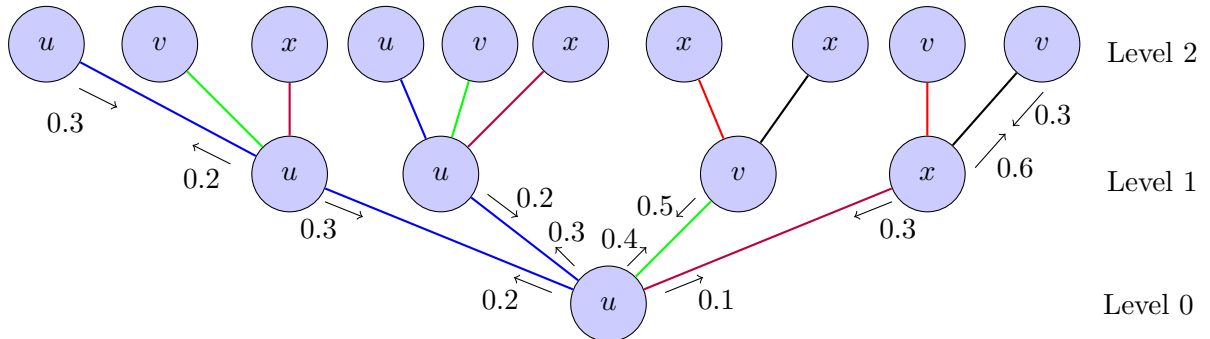 u v x u v x x x v v Level 2
0.3 0.3
0.2 0.6
u u v x Level 1
0.2 0.5
0.3 0.3 0.4 0.3
0.2 0.1
u Level 0